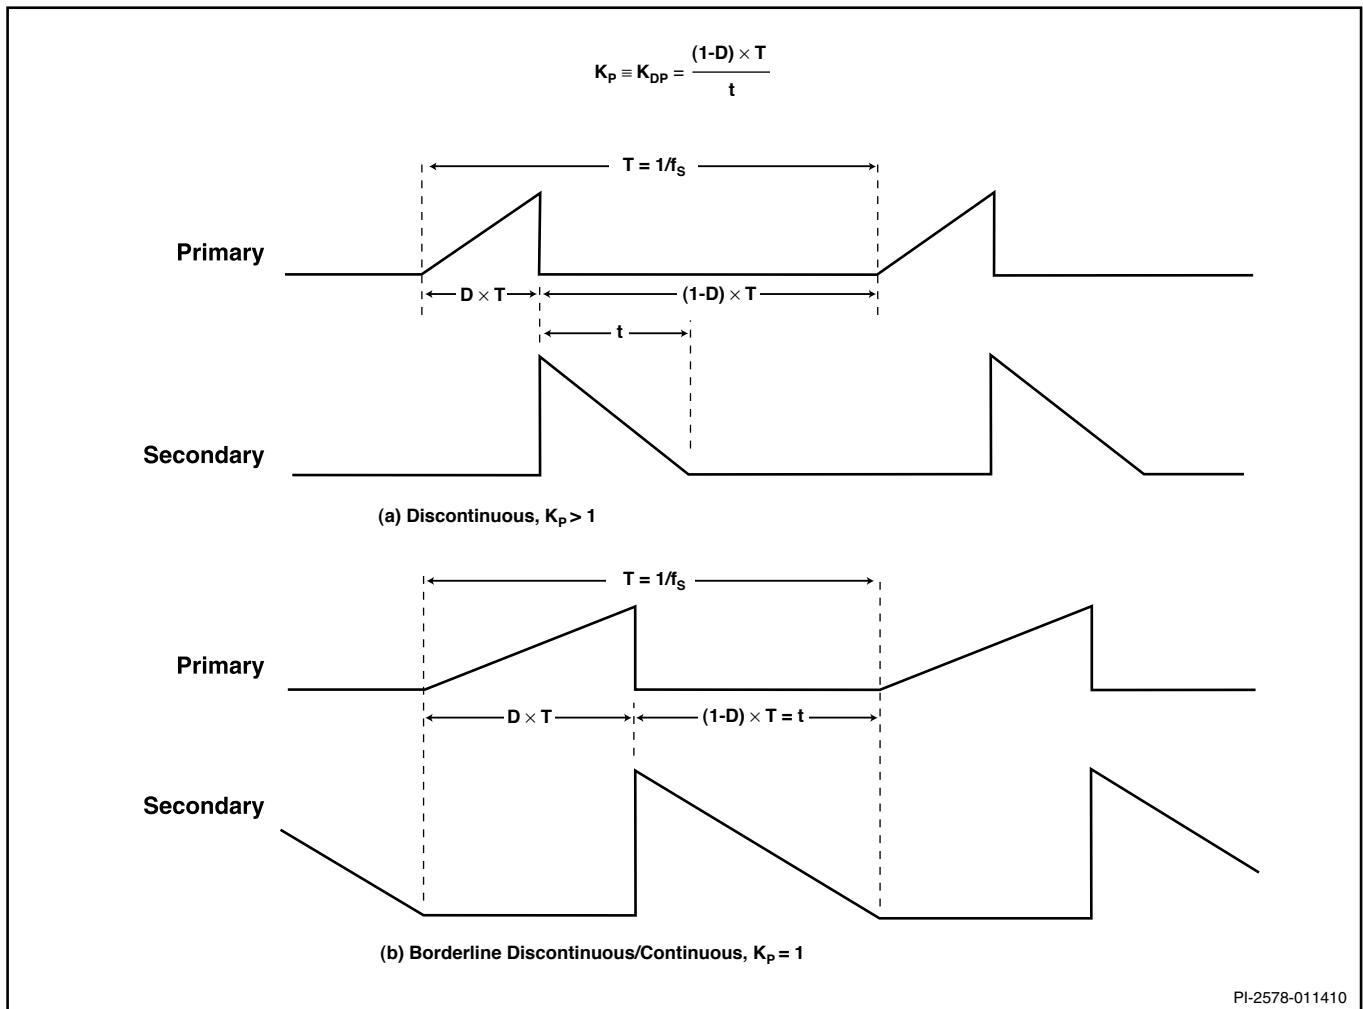 K_P ≡ K_DP = (1-D) × T / t
T = 1/f_S
Primary
D × T
(1-D) × T
t
Secondary
(a) Discontinuous, K_P > 1
T = 1/f_S
Primary
D × T
(1-D) × T = t
Secondary
(b) Borderline Discontinuous/Continuous, K_P = 1
PI-2578-011410